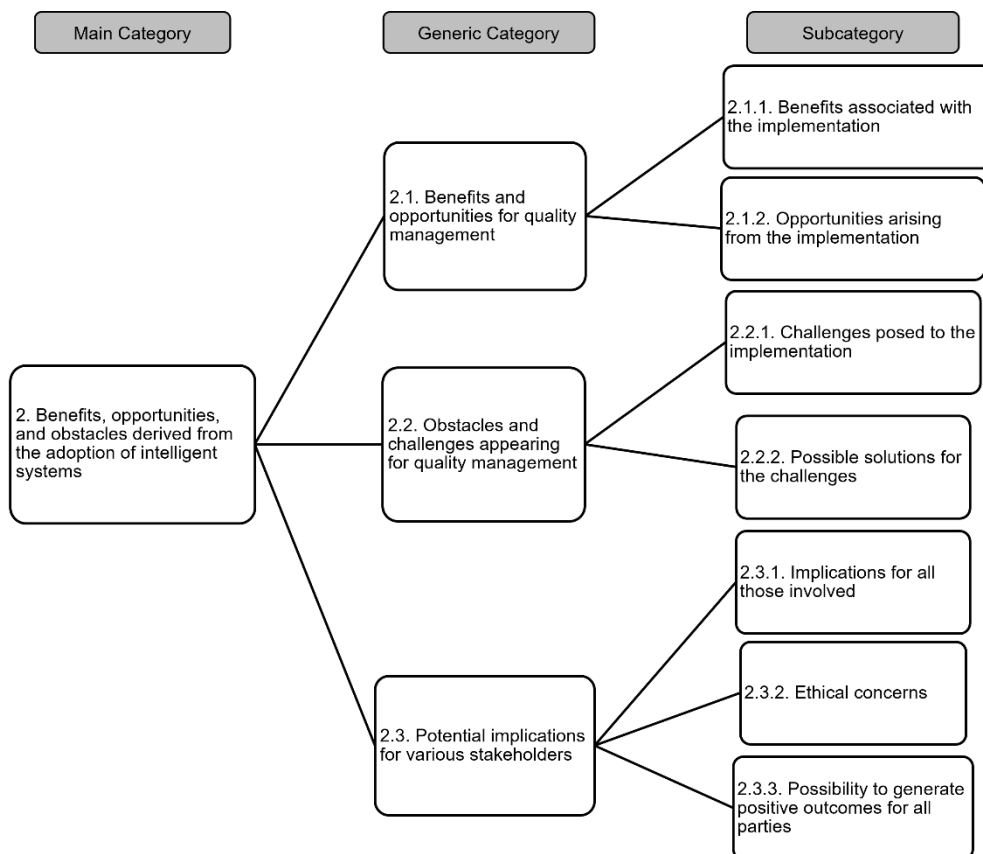 Main Category
Generic Category
Subcategory
2.1.1. Benefits associated with
the implementation
2.1. Benefits and
opportunities for quality
management
2.1.2. Opportunities arising
from the implementation
2.2.1. Challenges posed to the
implementation
2. Benefits, opportunities,
and obstacles derived from
the adoption of intelligent
systems
2.2. Obstacles and
challenges appearing
for quality management
2.2.2. Possible solutions for
the challenges
2.3.1. Implications for all
those involved
2.3. Potential implications
for various stakeholders
2.3.2. Ethical concerns
2.3.3. Possibility to generate
positive outcomes for all
parties